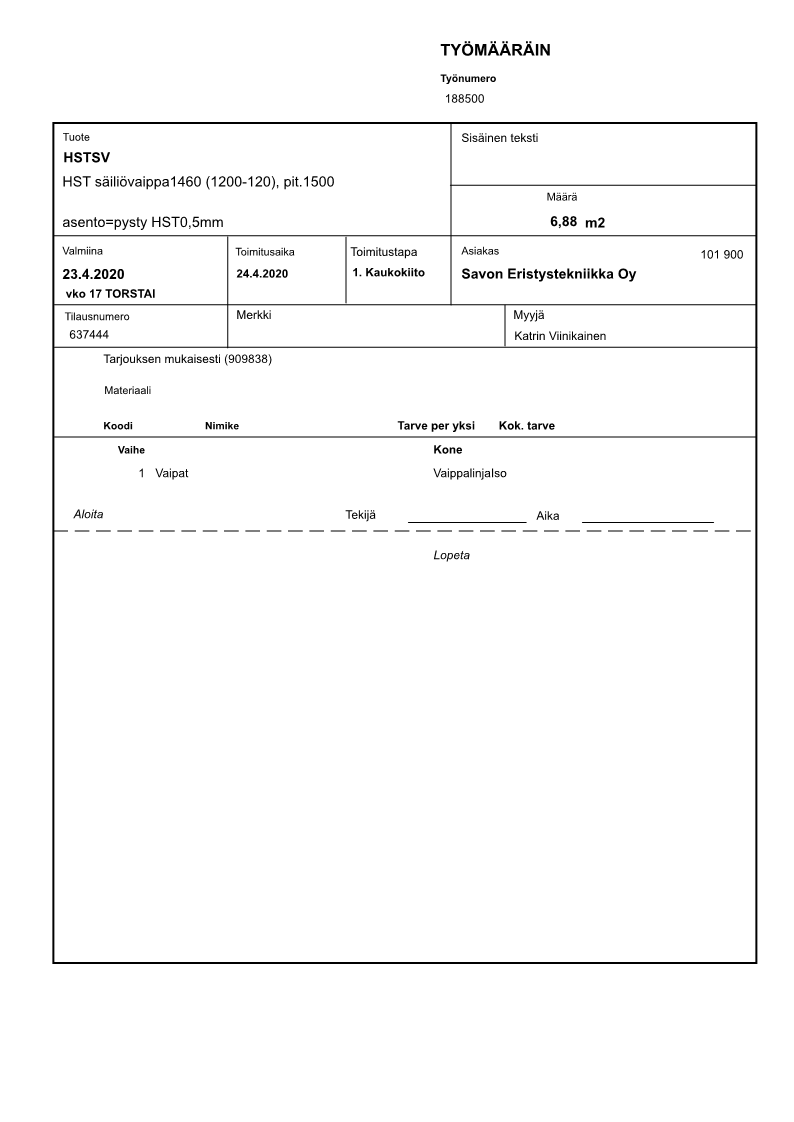 TYÖMÄÄRÄIN
Työnumero
188500
Tuote
HSTSV
HST säiliövaippa1460 (1200-120), pit.1500
asento=pysty HST0,5mm
Sisäinen teksti
Määrä
6,88 m2
Valmiina
23.4.2020
vko 17 TORSTAI
Toimitusaika
24.4.2020
Toimitustapa
1. Kaukokiito
Asiakas 101 900
Savon Eristystekniikka Oy
Tilausnumero
637444
Merkki
Myyjä
Katrin Viinikainen
Tarjouksen mukaisesti (909838)
Materiaali
Koodi Nimike Tarve per yksi Kok. tarve
Vaihe Kone
1 Vaipat VaippalinjaIso
Aloita Tekijä Aika
Lopeta